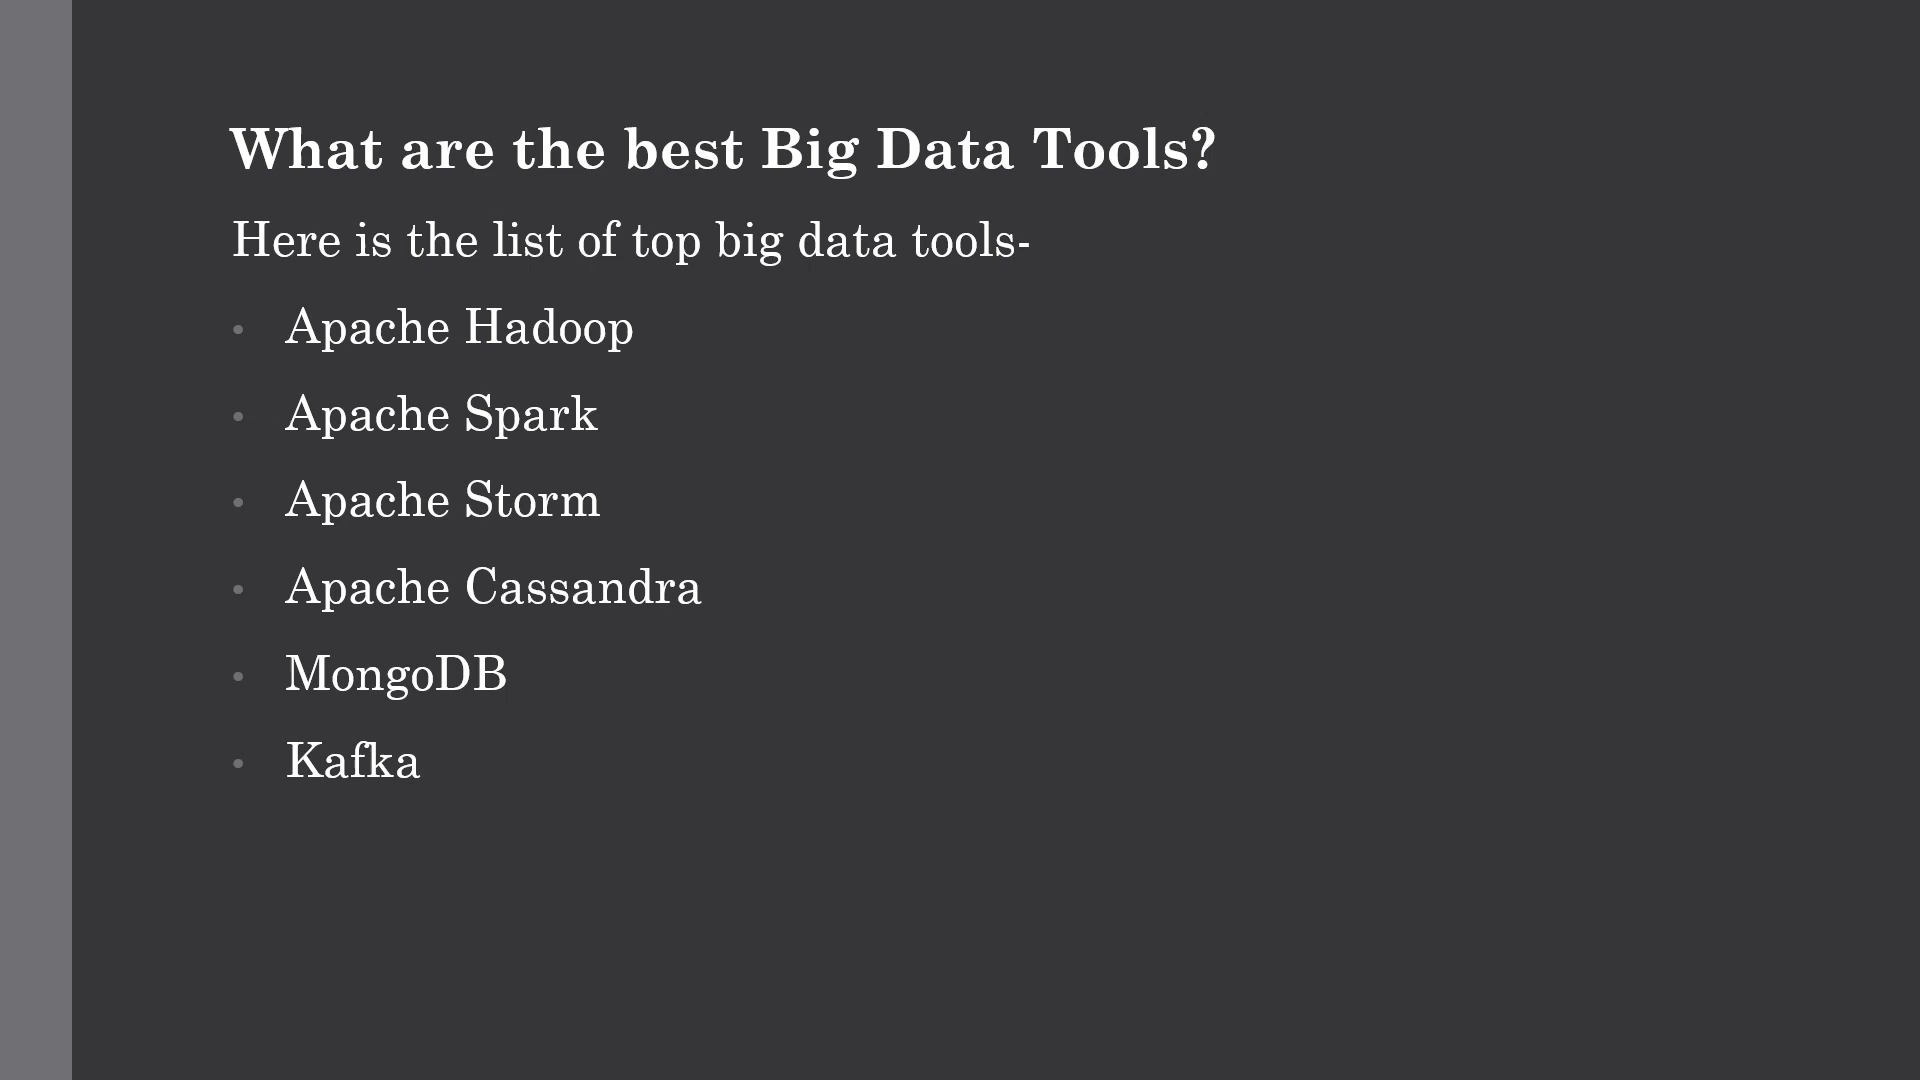 What are the best Big Data Tools?
Here is the list of top big data tools-
• Apache Hadoop
• Apache Spark
• Apache Storm
• Apache Cassandra
• MongoDB
• Kafka